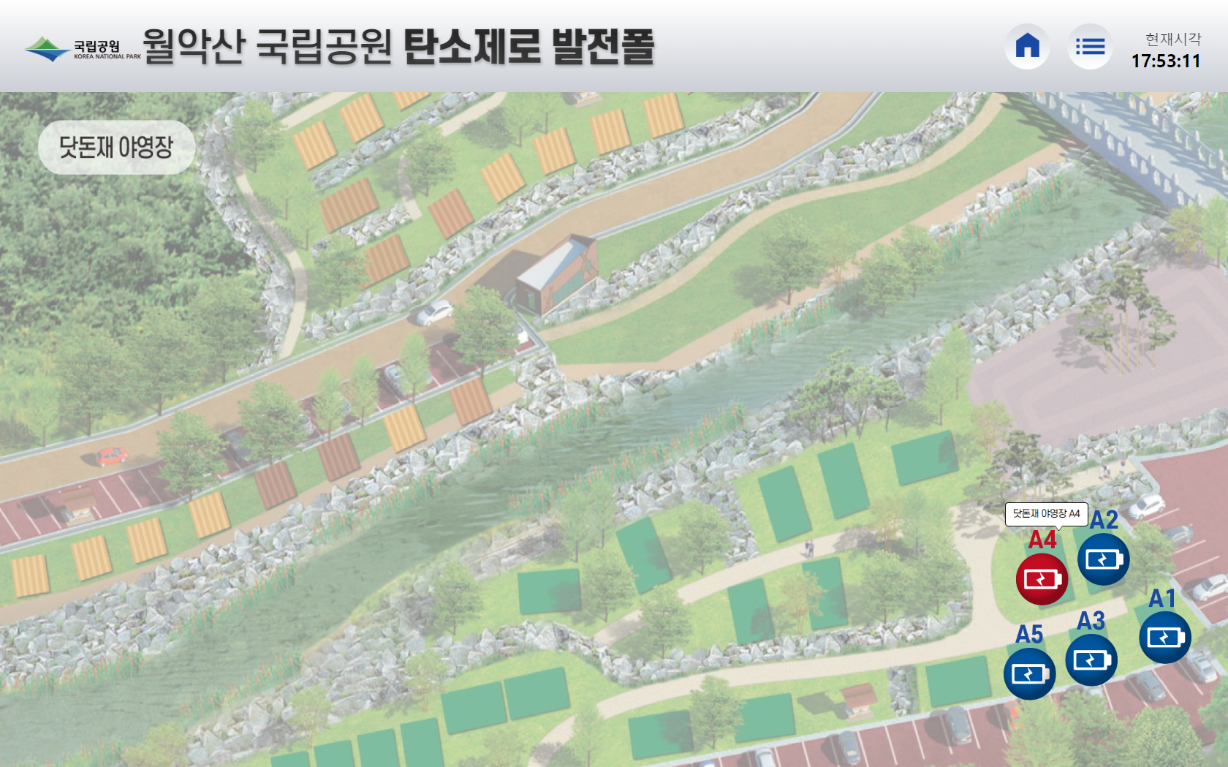 국립공원
KOREA NATIONAL PARK
월악산 국립공원 탄소제로 발전폴
현재시각
17:53:11
닷돈재 야영장
닷돈재 야영장 A4
A2
A4
A1
A3
A5